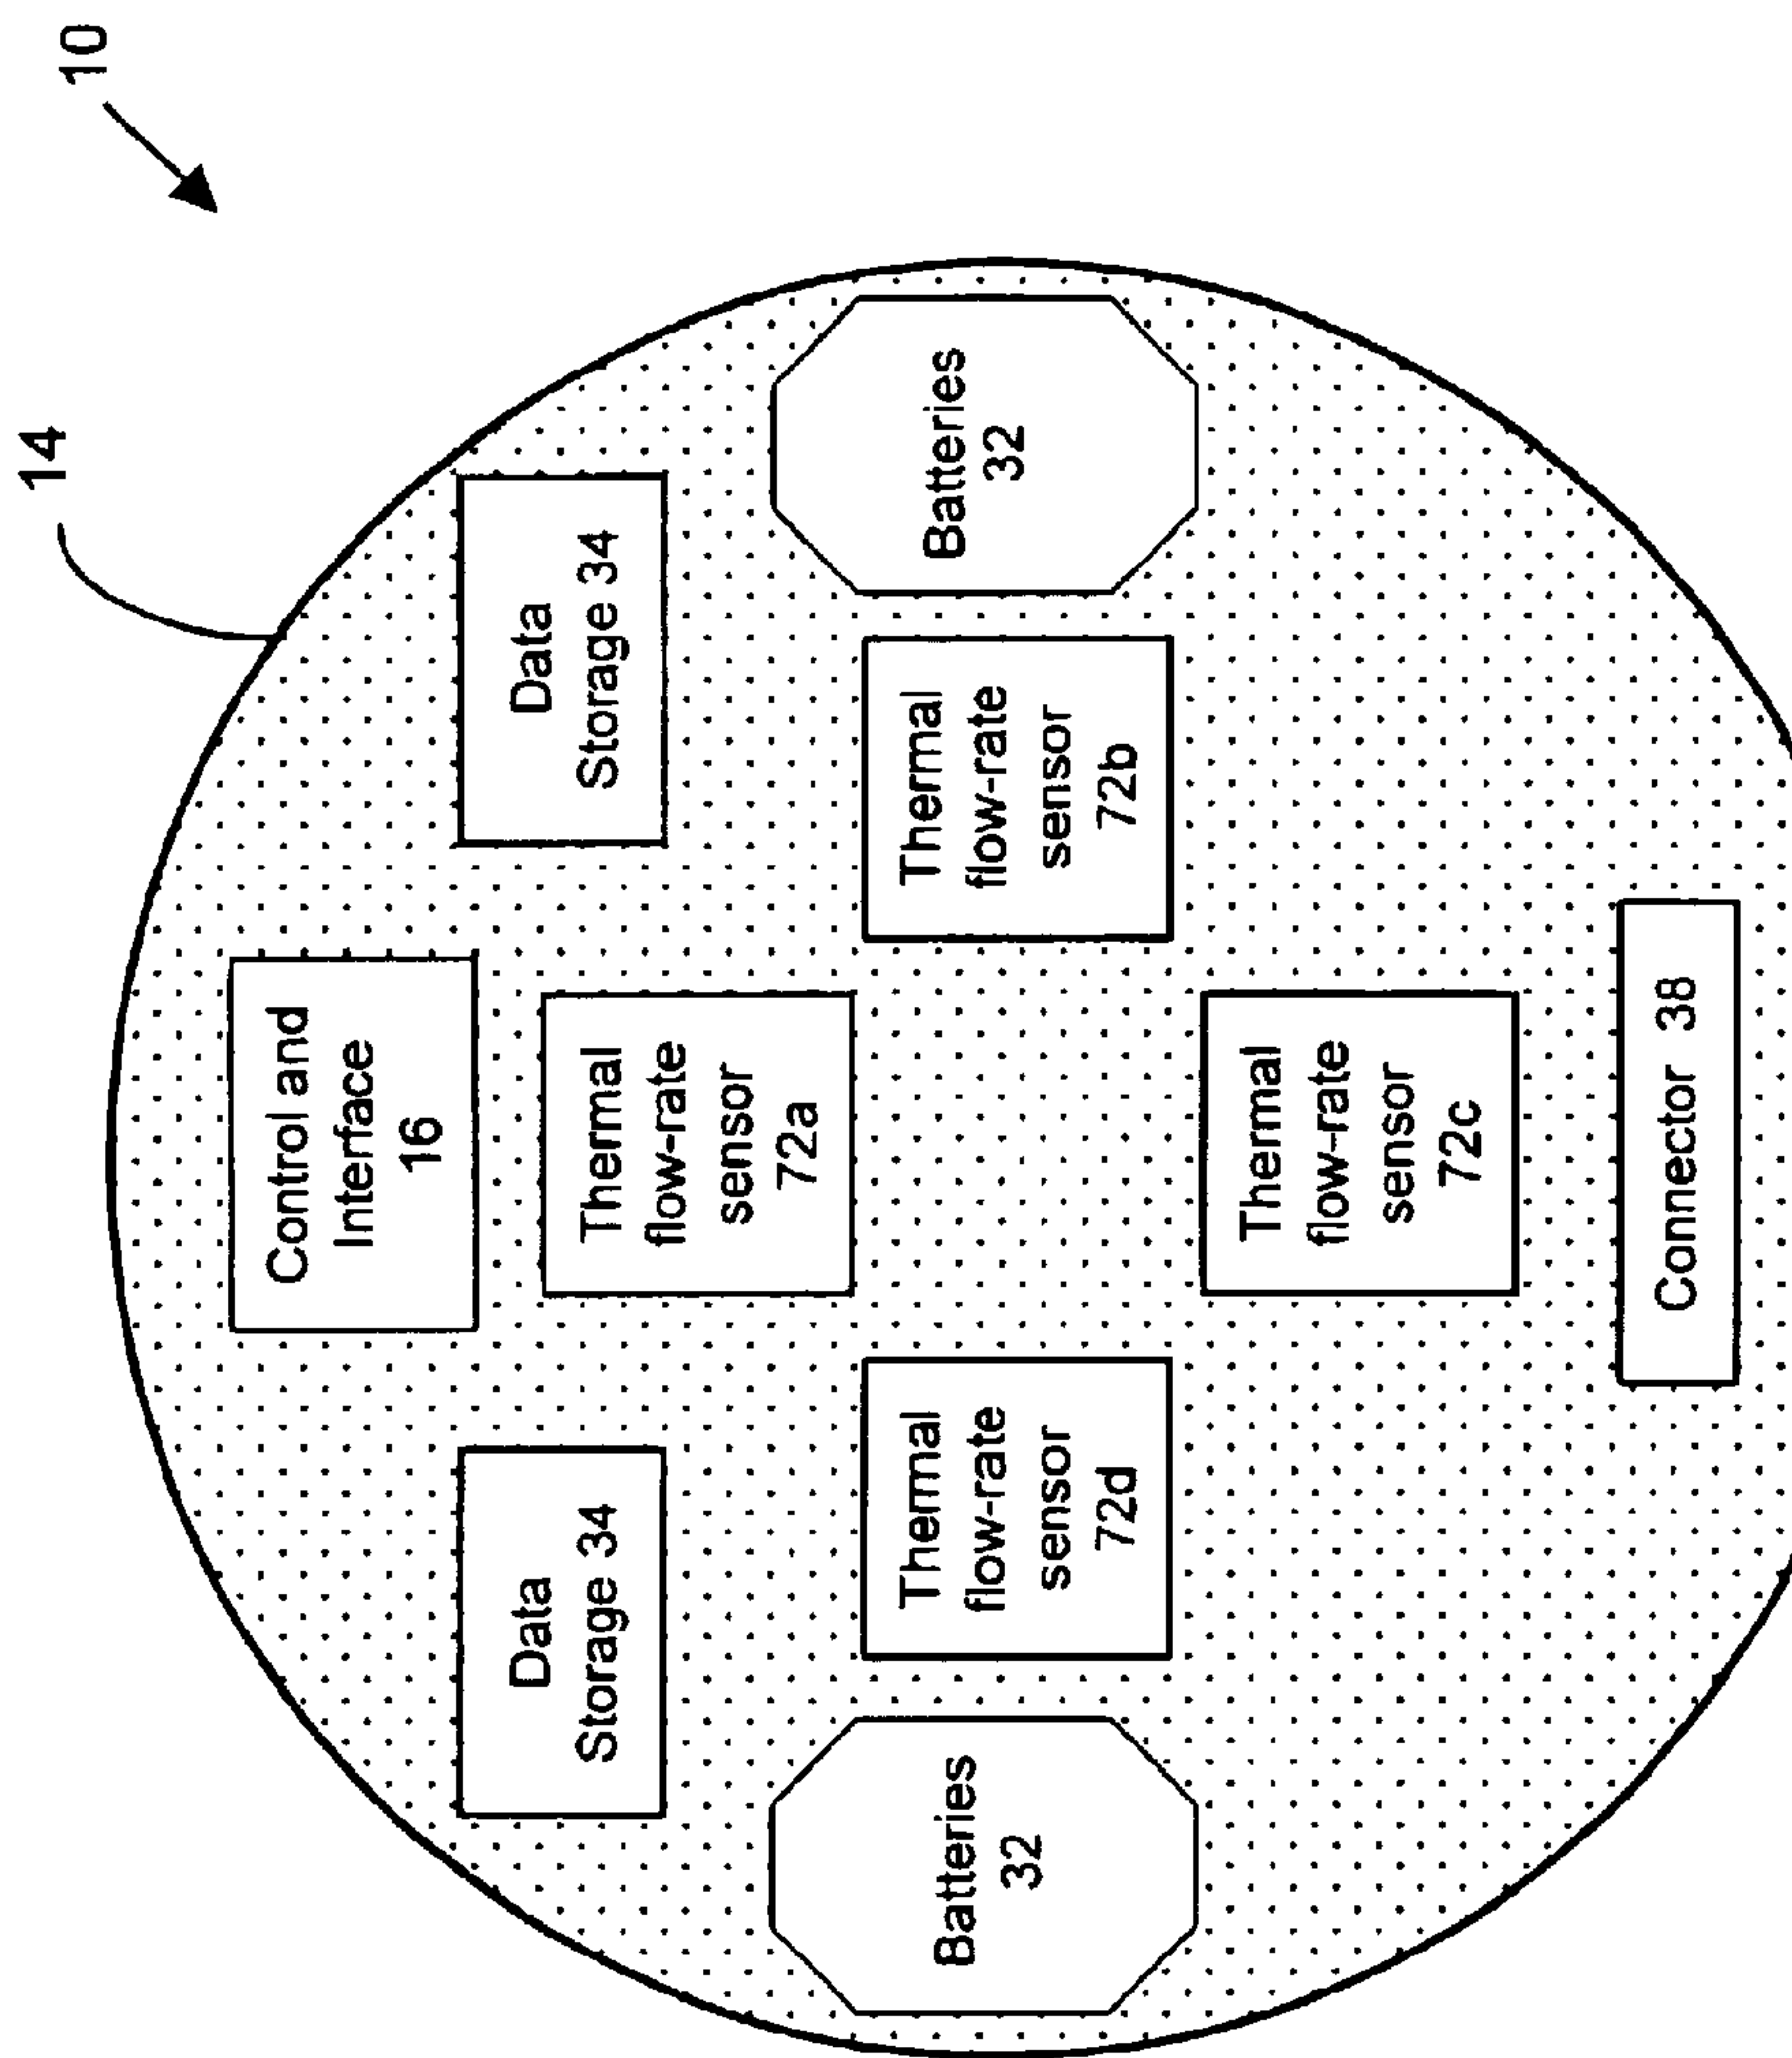 10
14
Control and
Interface
16
Data
Storage 34
Data
Storage 34
Thermal
flow-rate
sensor
72a
Batteries
32
Thermal
flow-rate
sensor
72d
Thermal
flow-rate
sensor
72b
Batteries
32
Thermal
flow-rate
sensor
72c
Connector 38